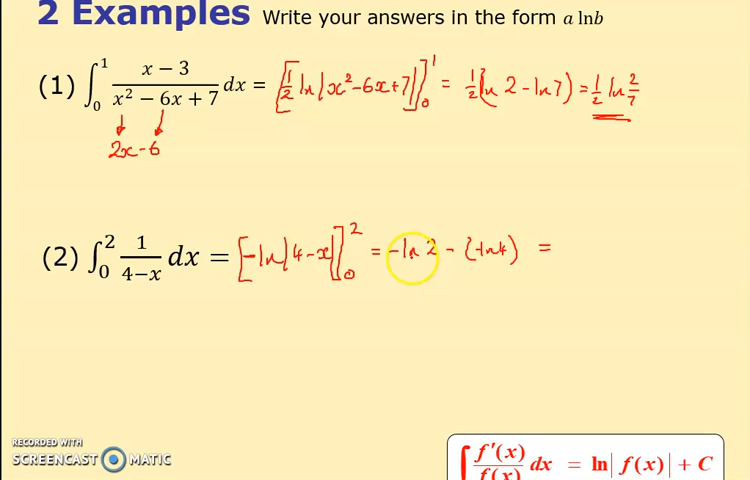 2 Examples Write your answers in the form a lnb
(1) ∫₀¹ (x − 3)/(x² − 6x + 7) dx = [½ ln|x²−6x+7|]₀¹ = ½(ln 2 − ln 7) = ½ ln 2/7
2x − 6
(2) ∫₀² 1/(4−x) dx = [−ln|4−x|]₀² = −ln 2 − (−ln 4) =
RECORDED WITH
SCREENCAST MATIC
∫ f′(x)/f(x) dx = ln| f(x)| + C